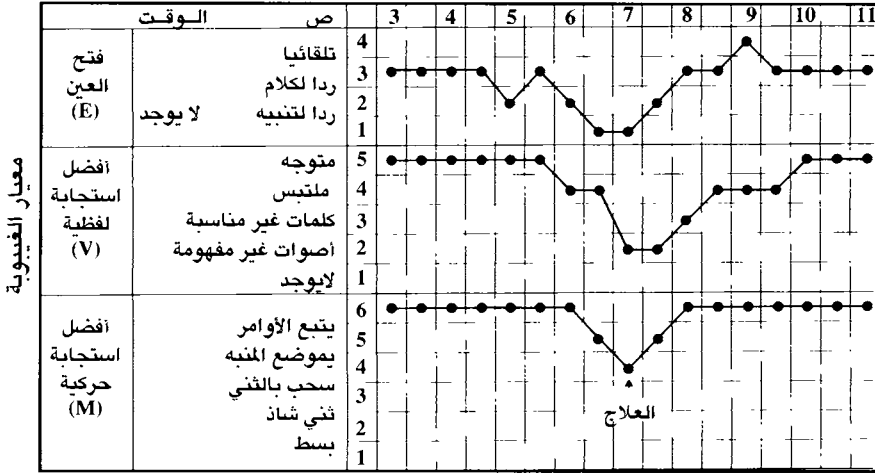 ص الـوقـت 3 4 5 6 7 8 9 10 11
معيار الغيبوبة
فتح
العين
(E)
تلقائيا 4
ردا لكلام 3
ردا لتنبيه 2
لا يوجد 1
أفضل
استجابة
لفظية
(V)
متوجه 5
ملتبس 4
كلمات غير مناسبة 3
أصوات غير مفهومة 2
لايوجد 1
أفضل
استجابة
حركية
(M)
يتبع الأوامر 6
يموضع المنبه 5
سحب بالثني 4
ثني شاذ 3
بسط 2
1
العلاج